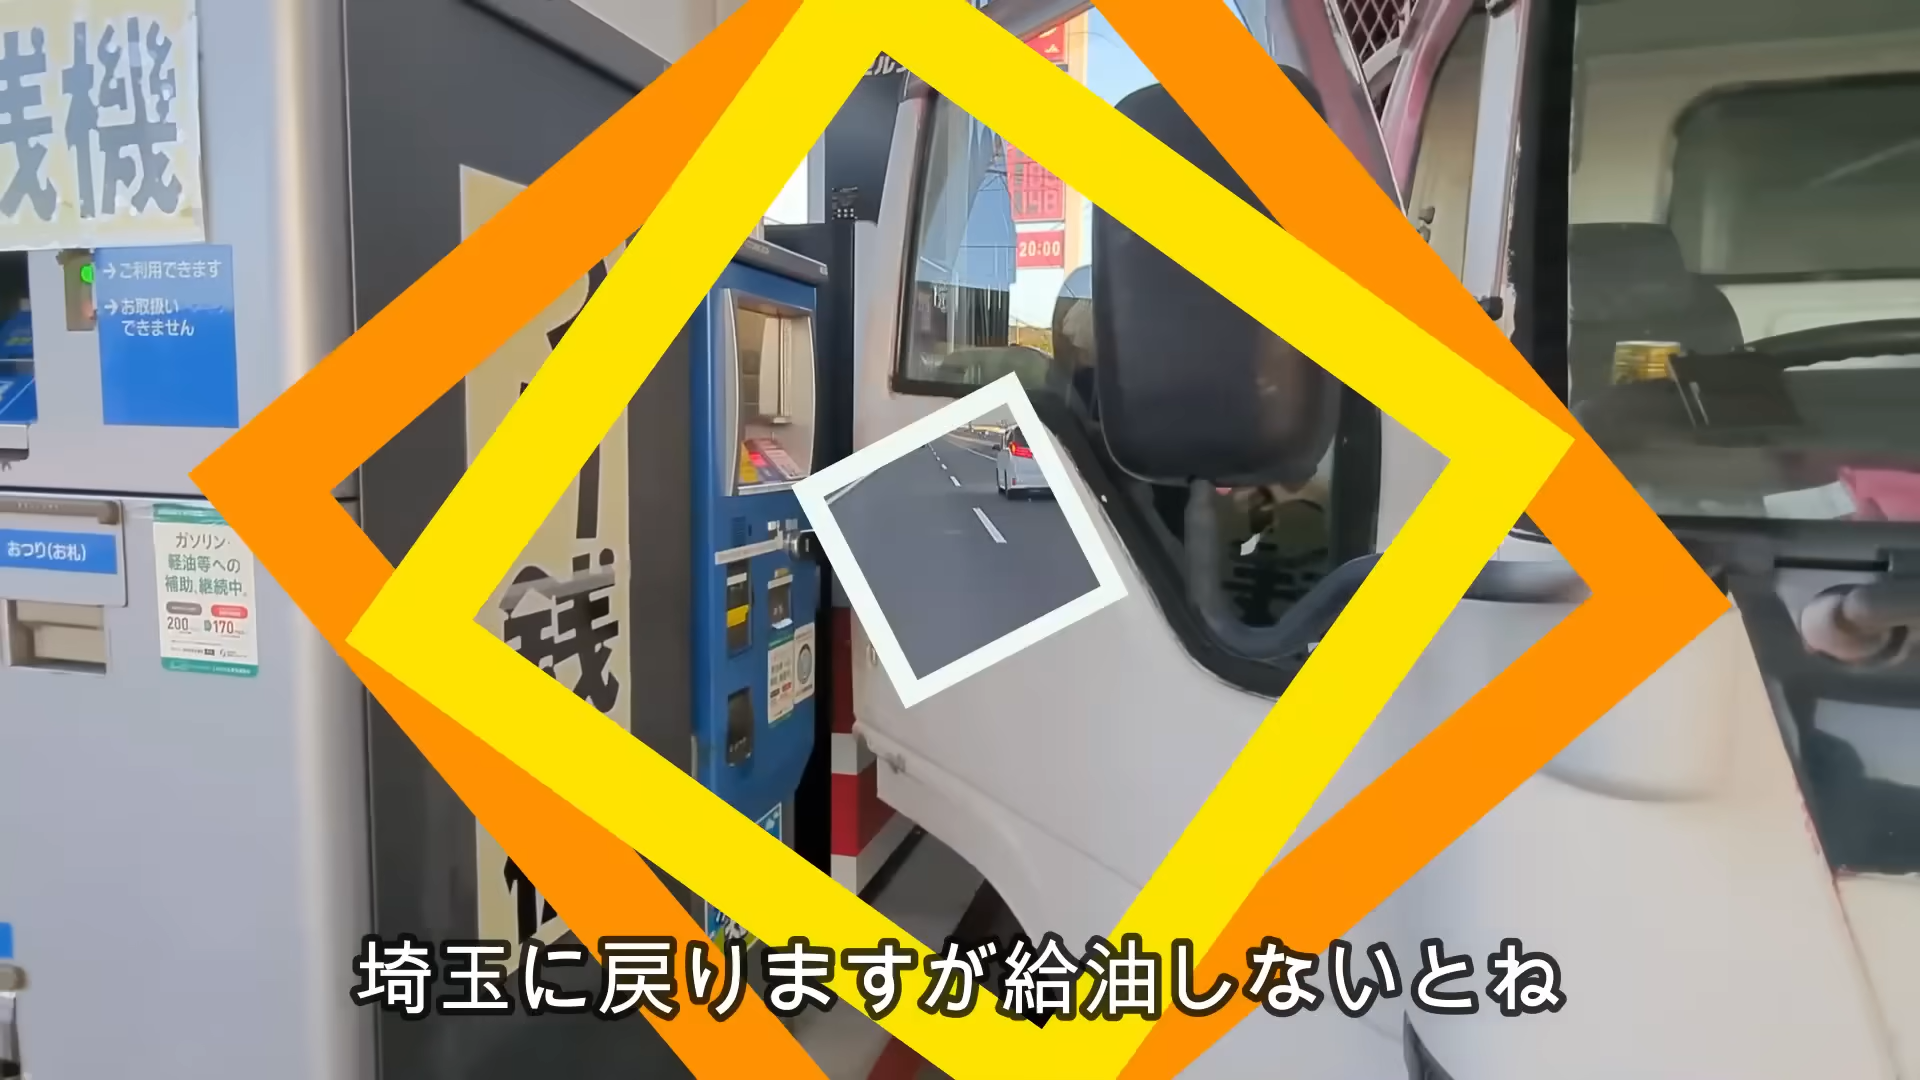 銭機
→ご利用できます
→お取扱い
できません
おつり(お札)
ガソリン・
軽油等への
補助、継続中。
200
170
銭
20:00
埼玉に戻りますが給油しないとね